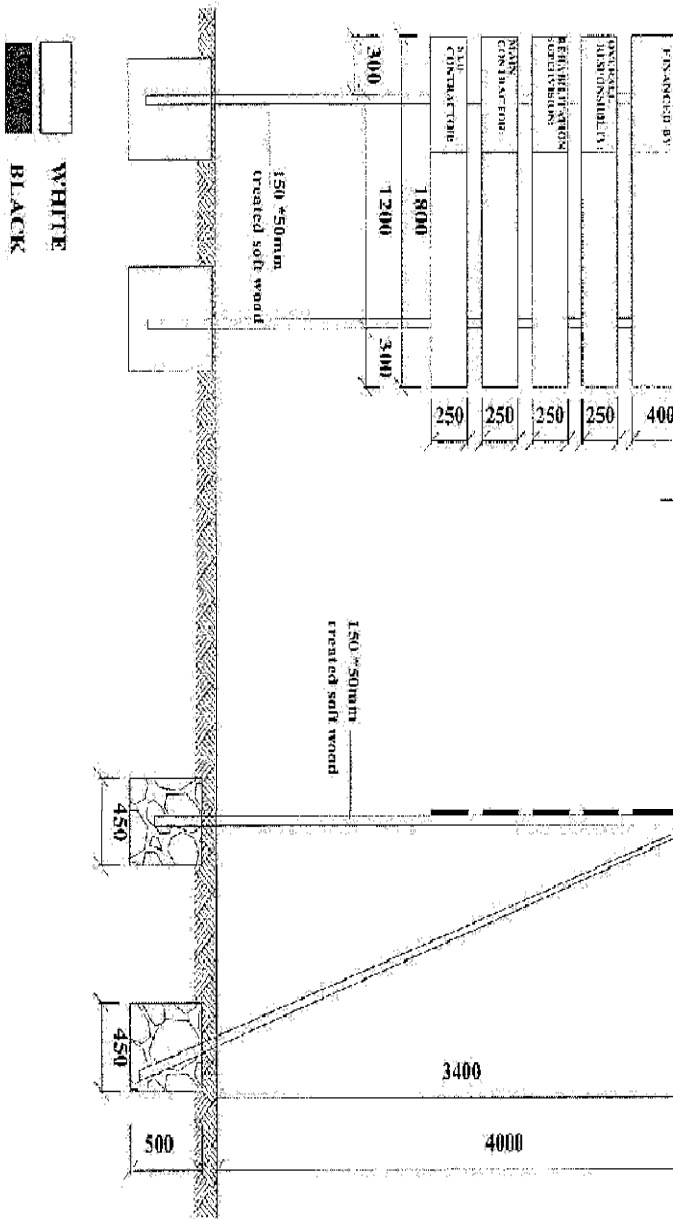 FINANCED BY
OVERALL
RESPONSIBILITY:
REHABILITATION
SUPERVISION:
MAIN
CONTRACTOR:
SUB
CONTRACTOR:
400
250
250
250
250
1800
300
1200
300
150 *50mm
treated soft wood
150 *50mm
treated soft wood
450
450
3400
4000
500
WHITE
BLACK